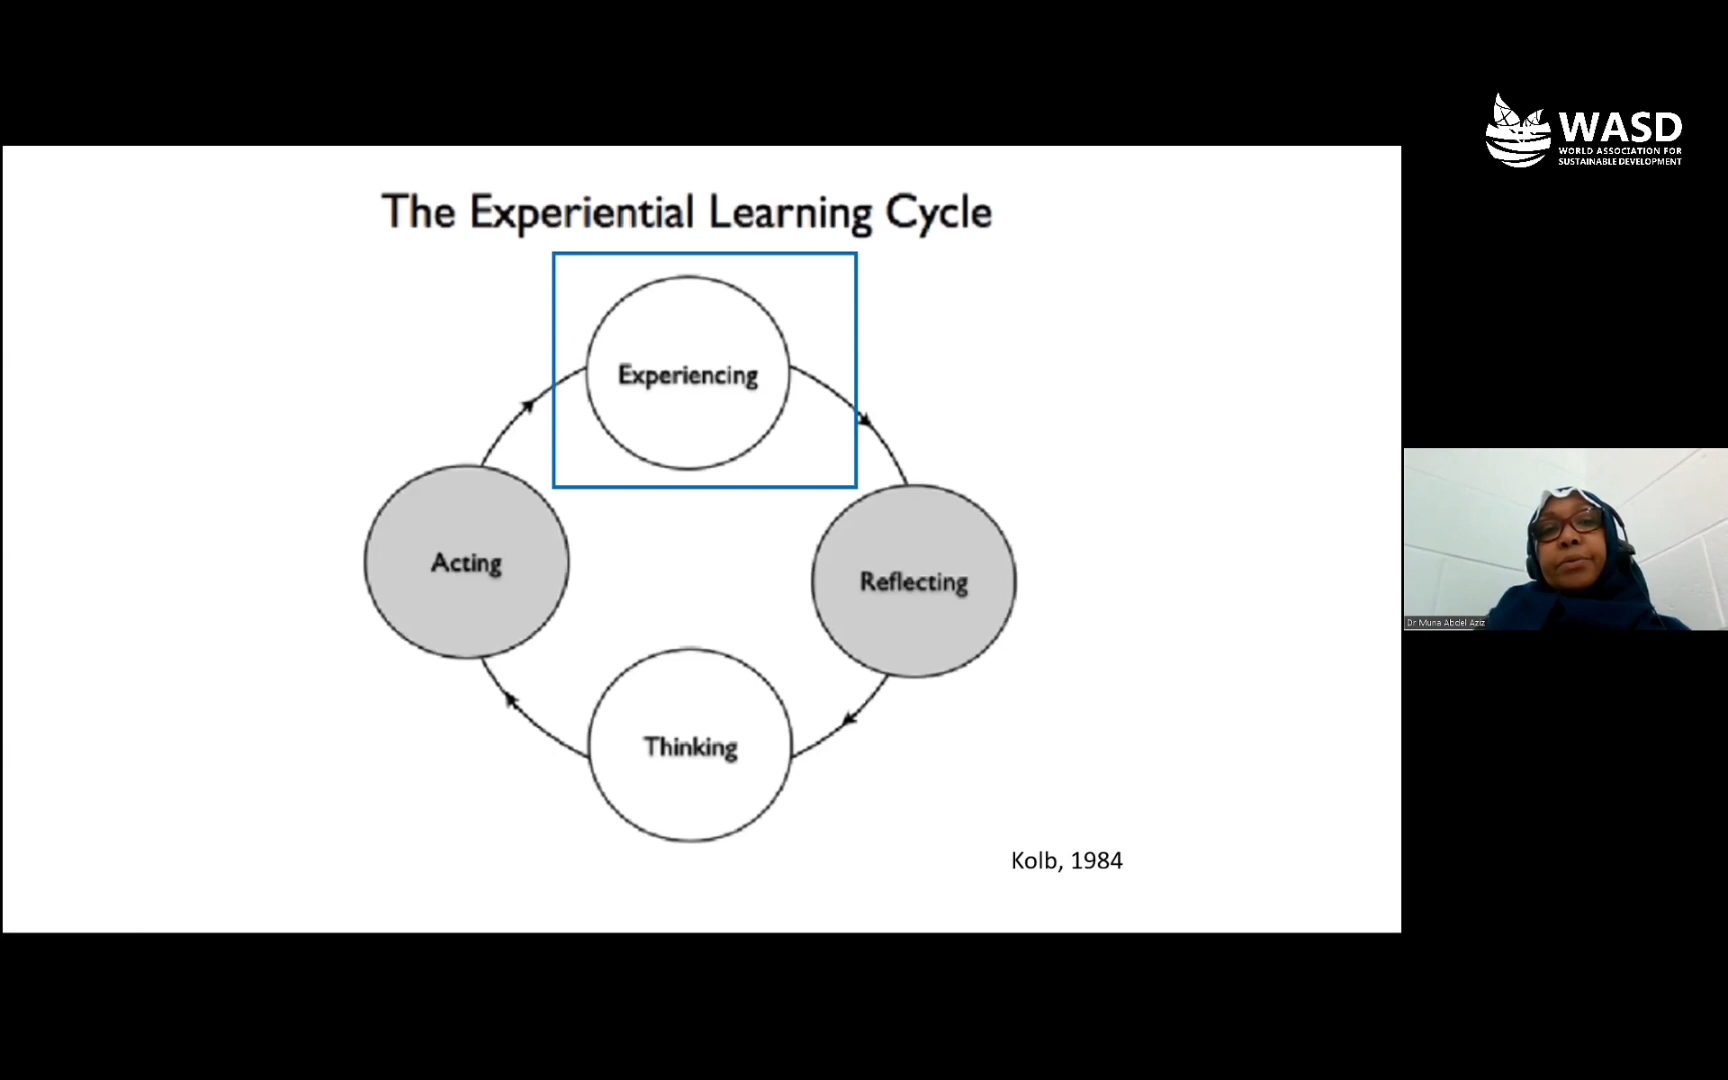 WASD
WORLD ASSOCIATION FOR
SUSTAINABLE DEVELOPMENT
The Experiential Learning Cycle
Experiencing
Acting
Reflecting
Thinking
Kolb, 1984
Dr Muna Abdel Aziz